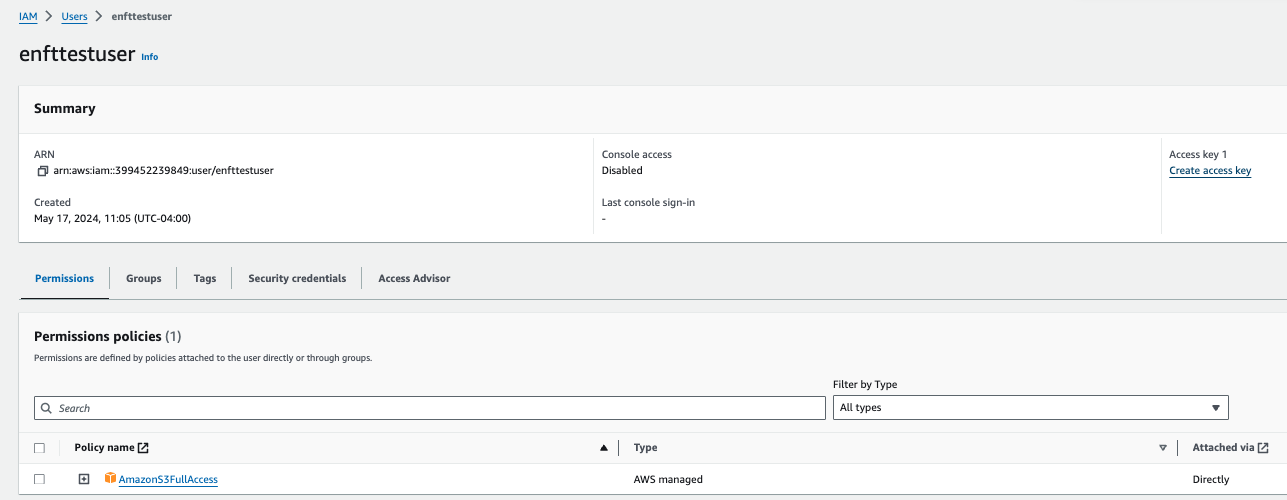 IAM > Users > enfttestuser
enfttestuser Info
Summary
ARN
arn:aws:iam::399452239849:user/enfttestuser
Console access
Disabled
Access key 1
Create access key
Created
May 17, 2024, 11:05 (UTC-04:00)
Last console sign-in
-
Permissions Groups Tags Security credentials Access Advisor
Permissions policies (1)
Permissions are defined by policies attached to the user directly or through groups.
Filter by Type
Search
All types
Policy name Type Attached via
AmazonS3FullAccess AWS managed Directly